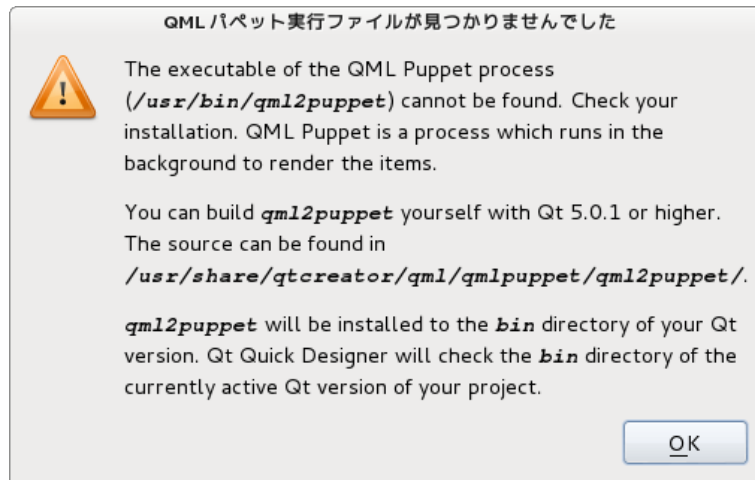 QML パペット実行ファイルが見つかりませんでした
The executable of the QML Puppet process
(/usr/bin/qml2puppet) cannot be found. Check your
installation. QML Puppet is a process which runs in the
background to render the items.
You can build qml2puppet yourself with Qt 5.0.1 or higher.
The source can be found in
/usr/share/qtcreator/qml/qmlpuppet/qml2puppet/.
qml2puppet will be installed to the bin directory of your Qt
version. Qt Quick Designer will check the bin directory of the
currently active Qt version of your project.
OK